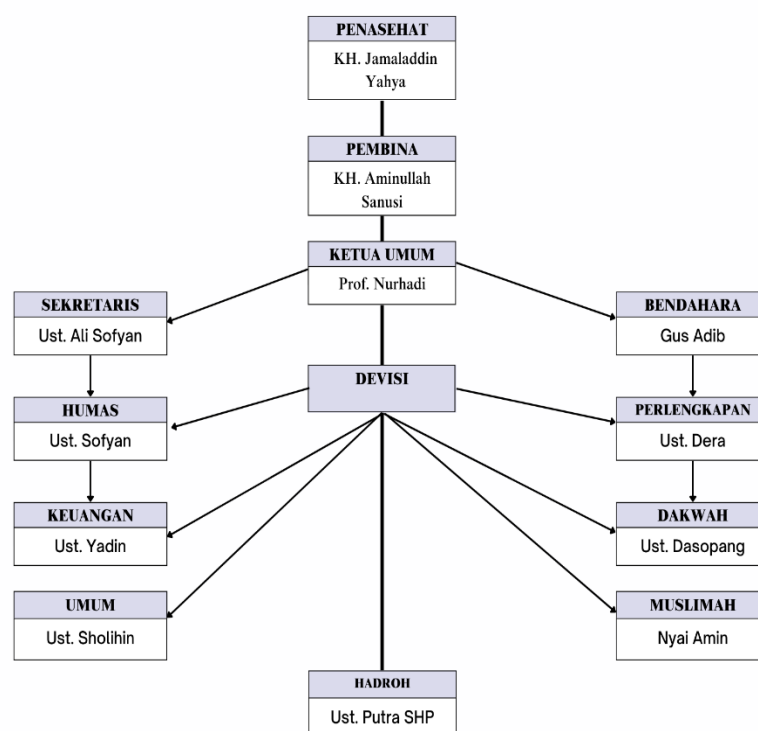 PENASEHAT
KH. Jamaladdin
Yahya
PEMBINA
KH. Aminullah
Sanusi
KETUA UMUM
Prof. Nurhadi
SEKRETARIS
Ust. Ali Sofyan
BENDAHARA
Gus Adib
DEVISI
HUMAS
Ust. Sofyan
PERLENGKAPAN
Ust. Dera
KEUANGAN
Ust. Yadin
DAKWAH
Ust. Dasopang
UMUM
Ust. Sholihin
MUSLIMAH
Nyai Amin
HADROH
Ust. Putra SHP